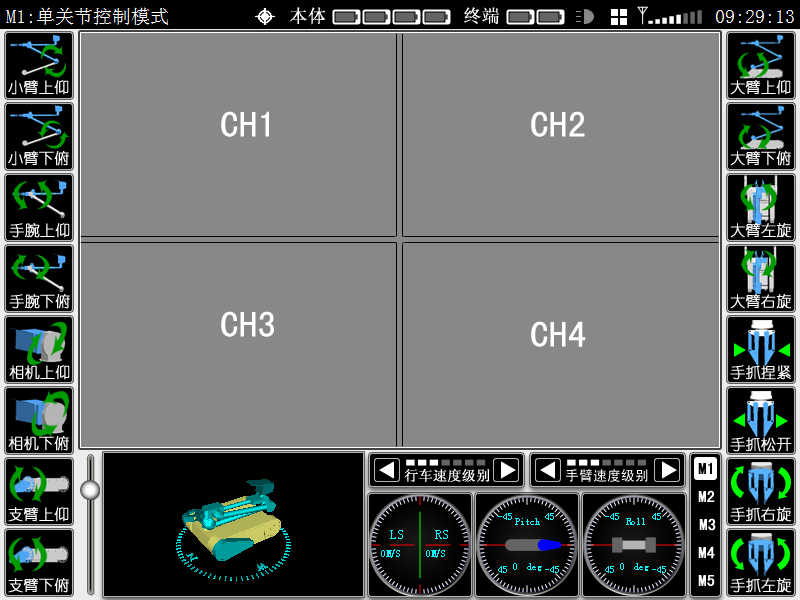 M1:单关节控制模式 本体 终端 09:29:13
小臂上仰
小臂下俯
手腕上仰
手腕下俯
相机上仰
相机下俯
支臂上仰
支臂下俯
CH1
CH2
CH3
CH4
大臂上仰
大臂下俯
大臂左旋
大臂右旋
手抓捏紧
手抓松开
手抓右旋
手抓左旋
行车速度级别
手臂速度级别
M1
M2
M3
M4
M5
N
LS RS
0M/S 0M/S
-45 45
Pitch
45 0 deg -45
-45 45
Roll
45 0 deg -45